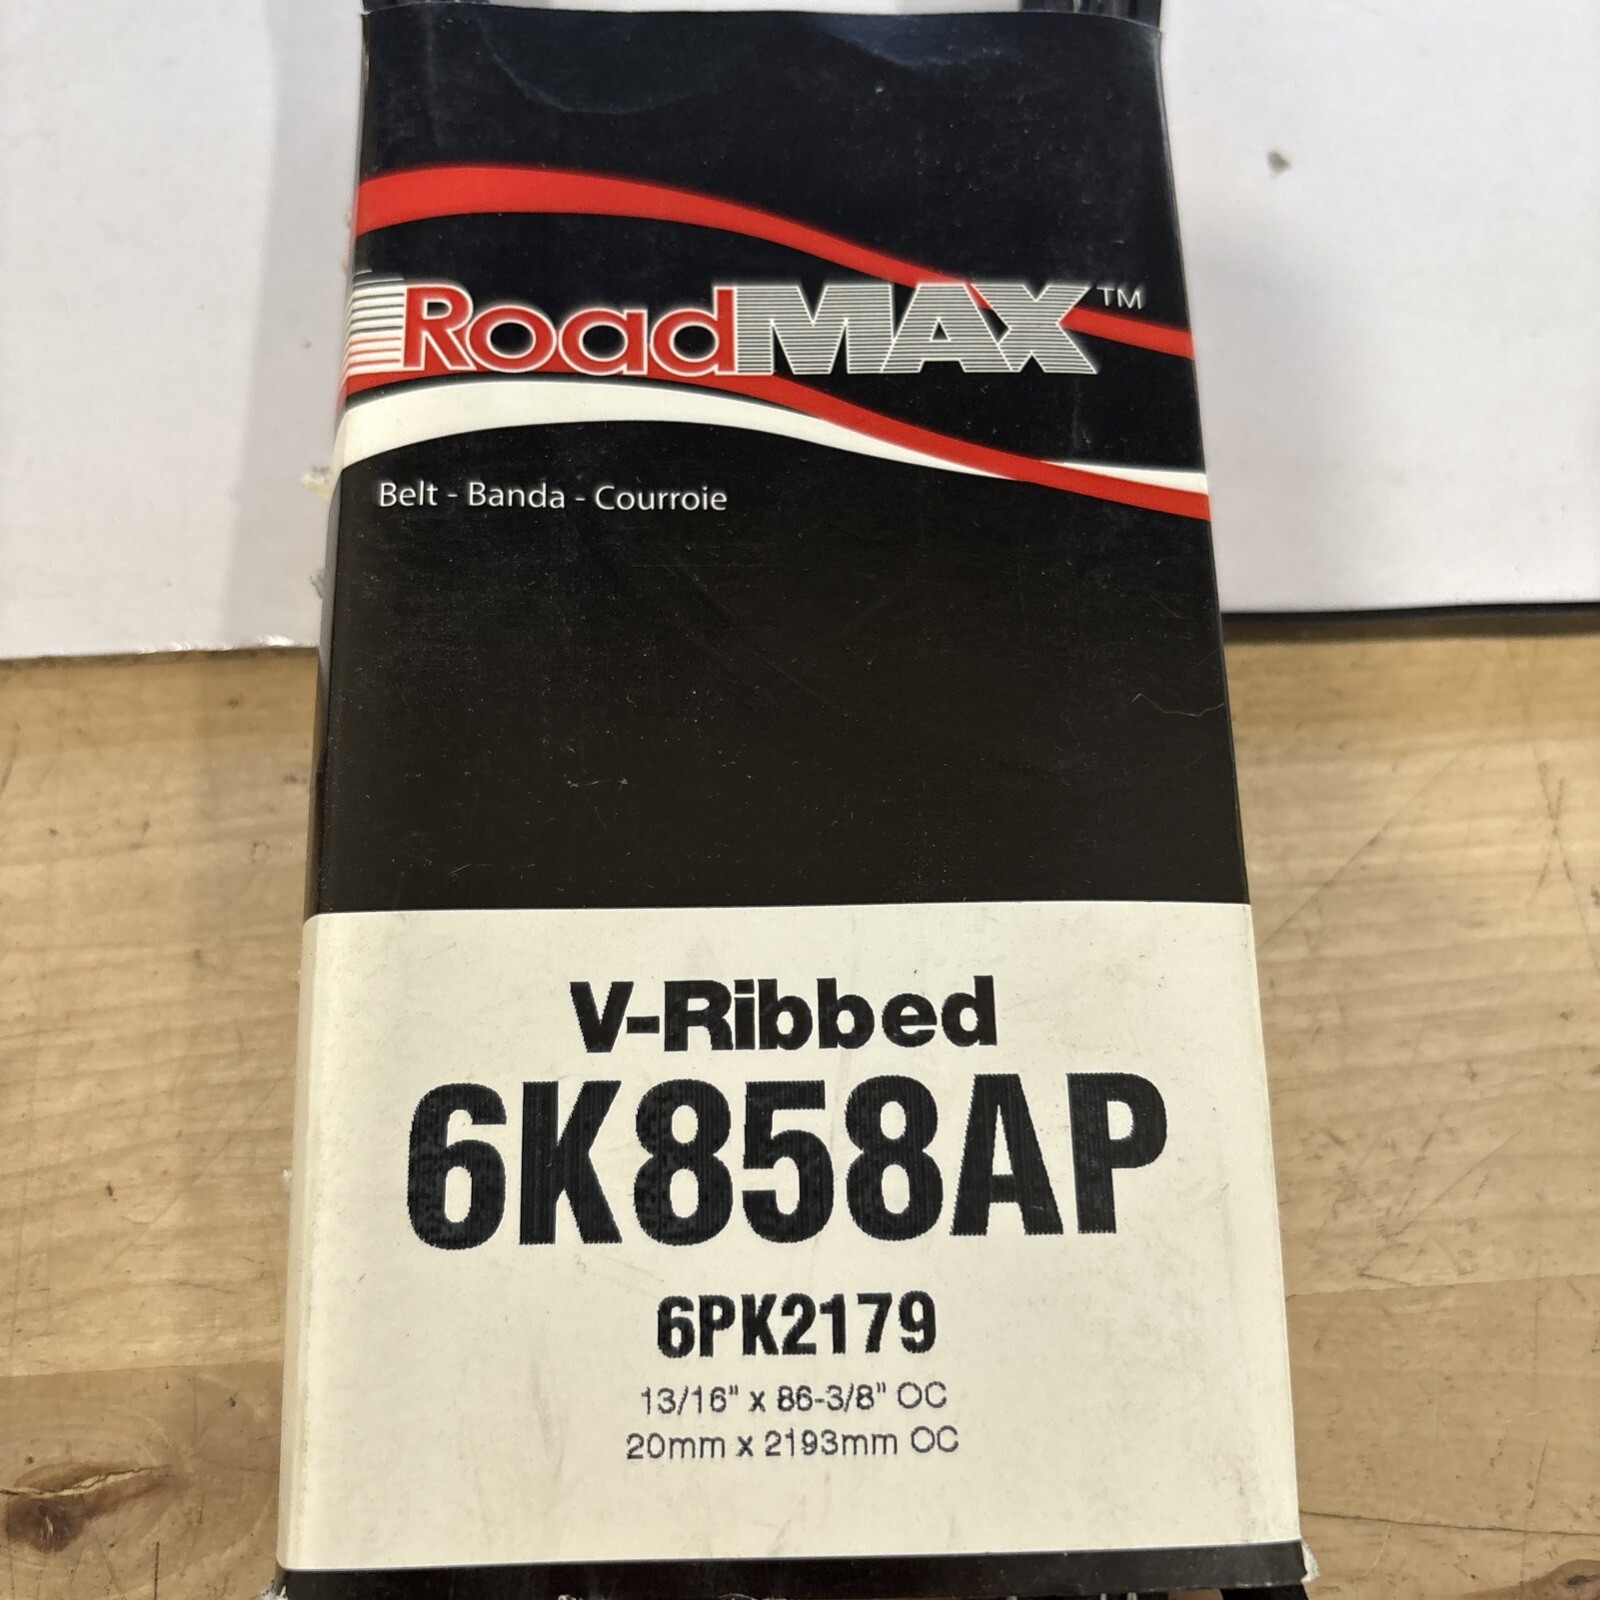 RoadMAX™
Belt - Banda - Courroie
V-Ribbed
6K858AP
6PK2179
13/16" x 86-3/8" OC
20mm x 2193mm OC